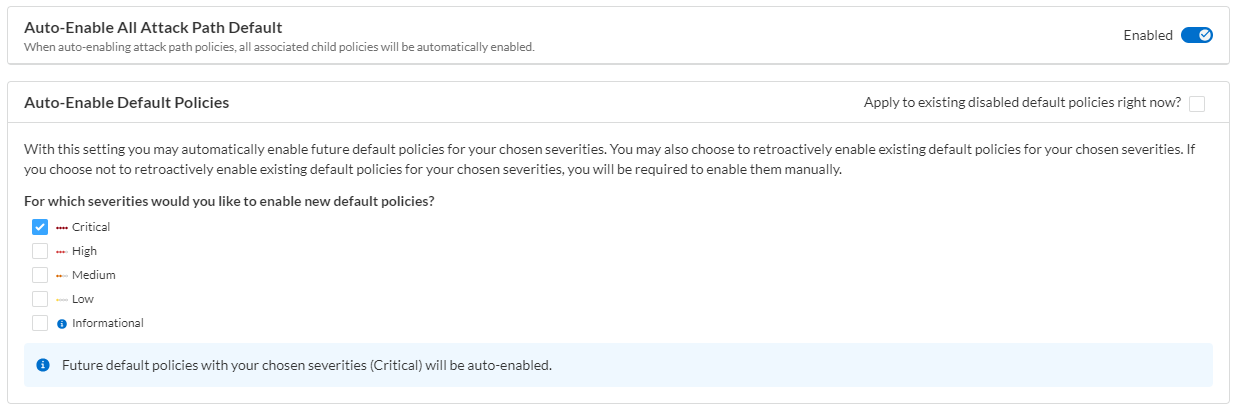 Auto-Enable All Attack Path Default
When auto-enabling attack path policies, all associated child policies will be automatically enabled.
Enabled
Auto-Enable Default Policies
Apply to existing disabled default policies right now?
With this setting you may automatically enable future default policies for your chosen severities. You may also choose to retroactively enable existing default policies for your chosen severities. If
you choose not to retroactively enable existing default policies for your chosen severities, you will be required to enable them manually.
For which severities would you like to enable new default policies?
Critical
High
Medium
Low
Informational
Future default policies with your chosen severities (Critical) will be auto-enabled.